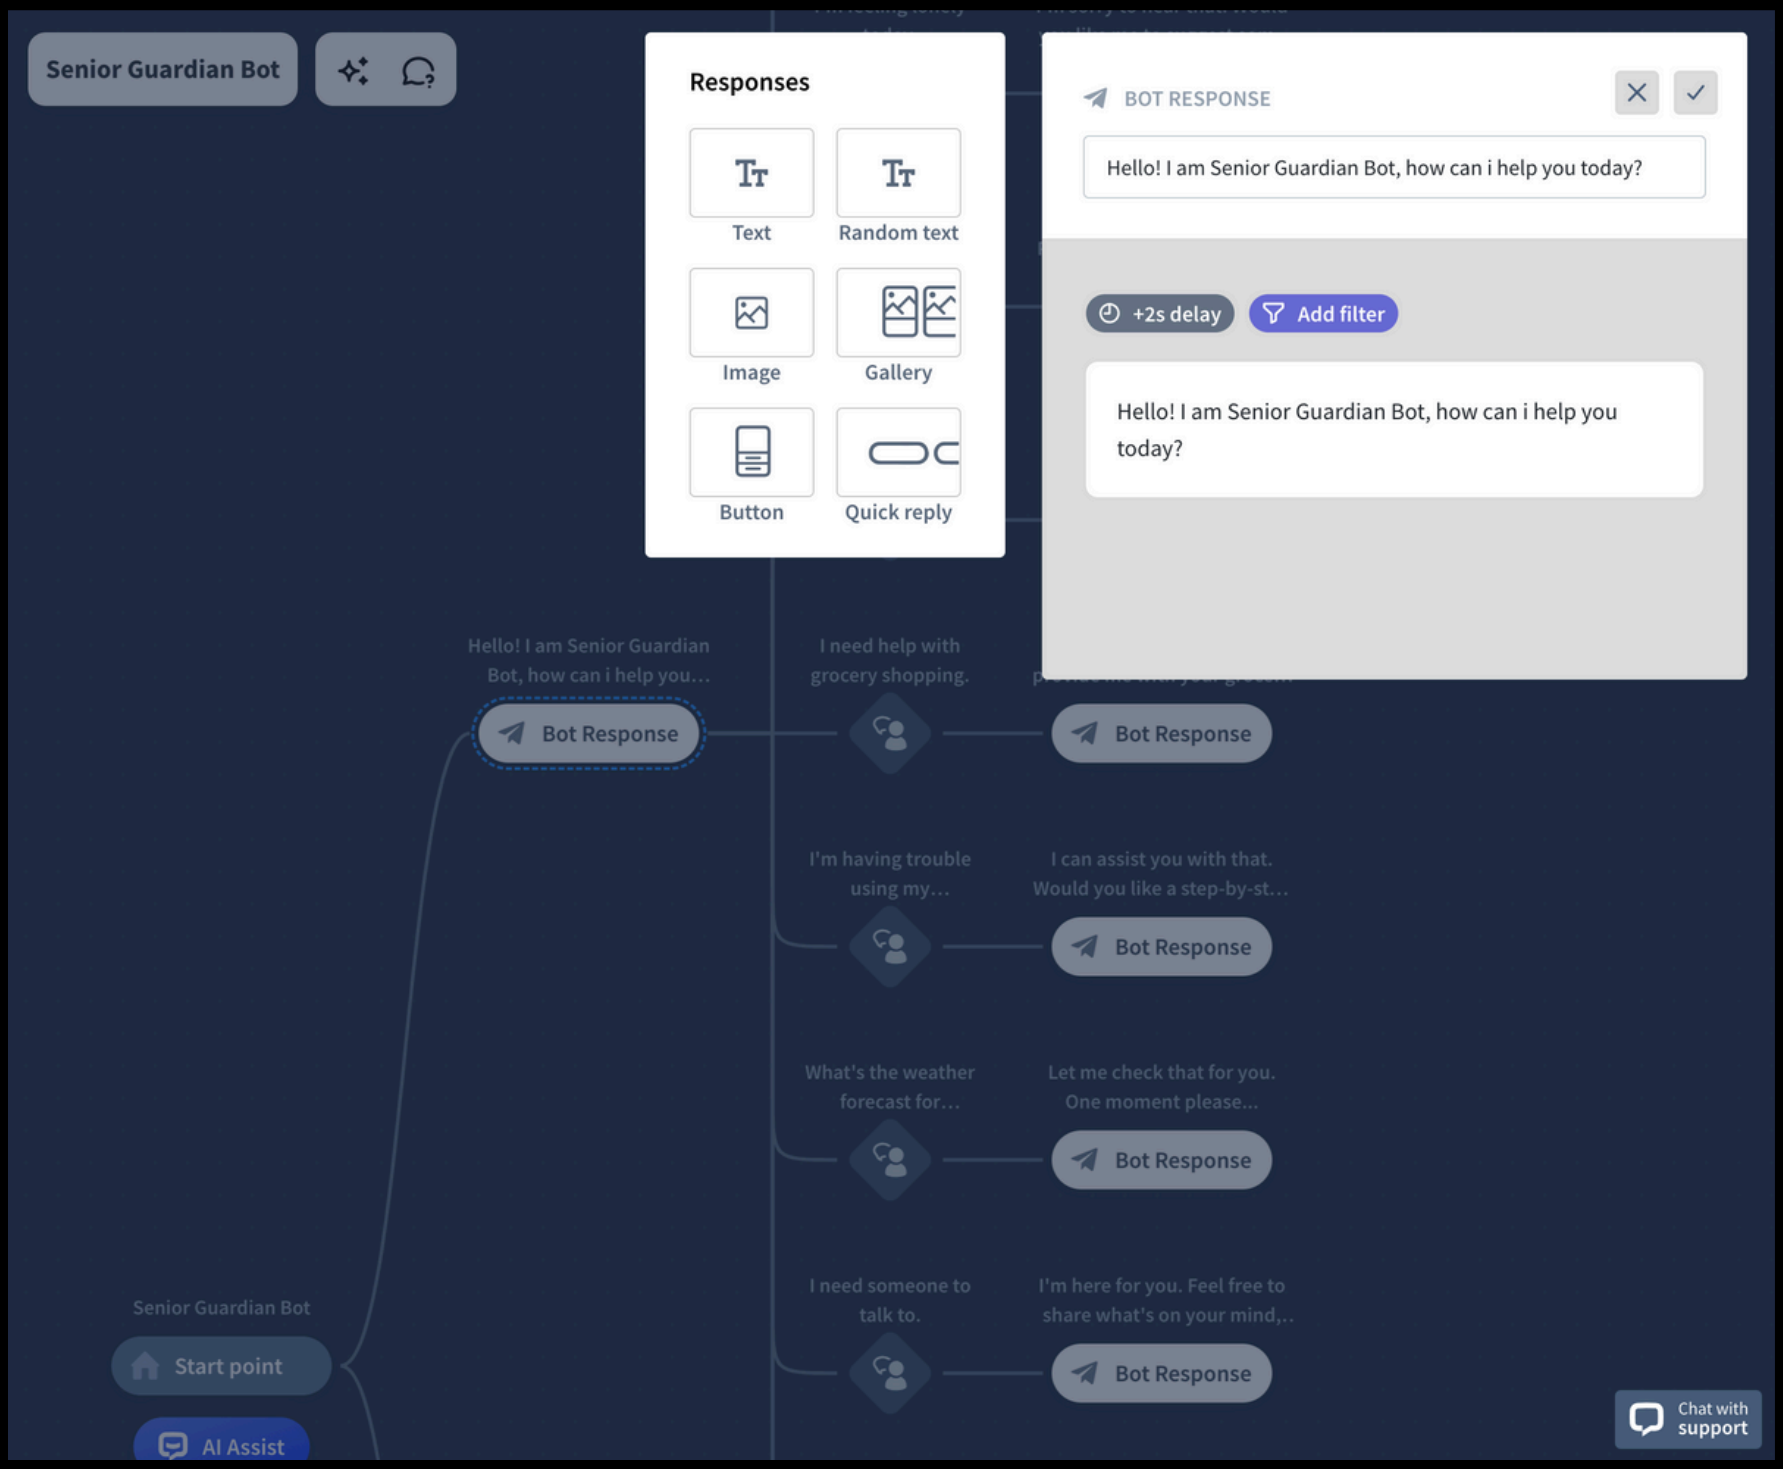 Senior Guardian Bot
Responses
Text
Random text
Image
Gallery
Button
Quick reply
BOT RESPONSE
Hello! I am Senior Guardian Bot, how can i help you today?
+2s delay
Add filter
Hello! I am Senior Guardian Bot, how can i help you
today?
Hello! I am Senior Guardian
Bot, how can i help you...
Bot Response
I need help with
grocery shopping.
provide me with your grocer...
Bot Response
I'm having trouble
using my...
I can assist you with that.
Would you like a step-by-st...
Bot Response
What's the weather
forecast for...
Let me check that for you.
One moment please...
Bot Response
I need someone to
talk to.
I'm here for you. Feel free to
share what's on your mind,..
Bot Response
Senior Guardian Bot
Start point
AI Assist
Chat with
support